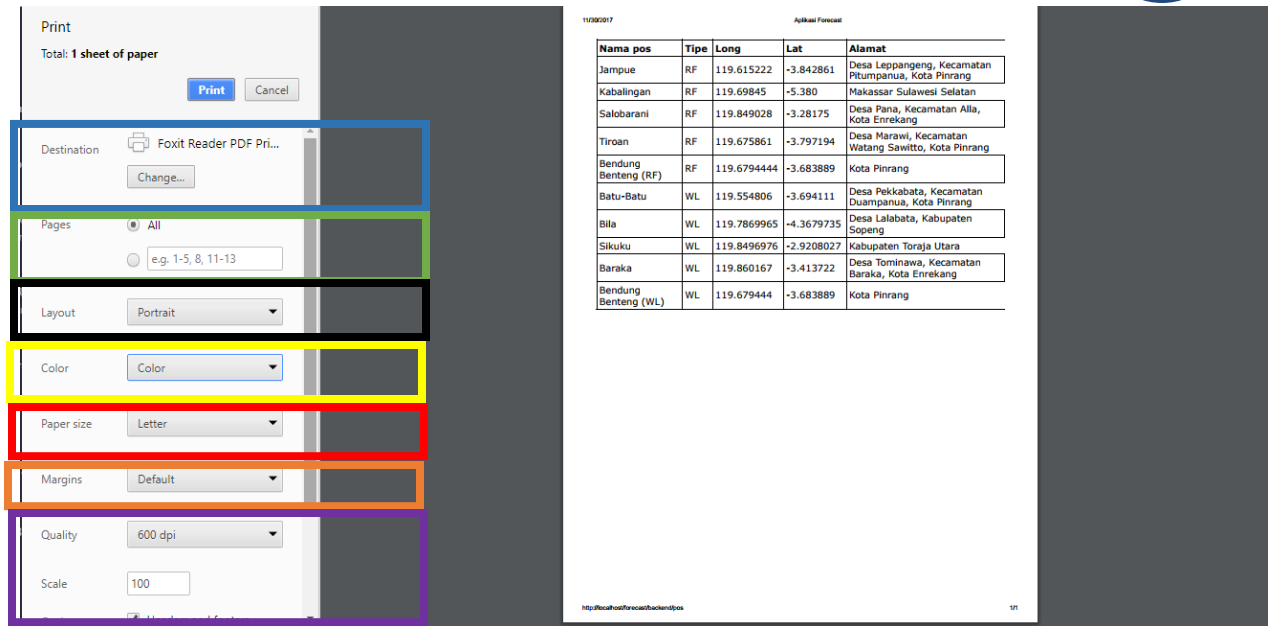 Print
Total: 1 sheet of paper
Print Cancel
Destination Foxit Reader PDF Pri...
Change...
Pages All
e.g. 1-5, 8, 11-13
Layout Portrait
Color Color
Paper size Letter
Margins Default
Quality 600 dpi
Scale 100
11/30/2017 Aplikasi Forecast
Nama pos Tipe Long Lat Alamat
Jampue RF 119.615222 -3.842861 Desa Leppangeng, Kecamatan
Pitumpanua, Kota Pinrang
Kabalingan RF 119.69845 -5.380 Makassar Sulawesi Selatan
Salobarani RF 119.849028 -3.28175 Desa Pana, Kecamatan Alla,
Kota Enrekang
Tiroan RF 119.675861 -3.797194 Desa Marawi, Kecamatan
Watang Sawitto, Kota Pinrang
Bendung
Benteng (RF) RF 119.6794444 -3.683889 Kota Pinrang
Batu-Batu WL 119.554806 -3.694111 Desa Pekkabata, Kecamatan
Duampanua, Kota Pinrang
Bila WL 119.7869965 -4.3679735 Desa Lalabata, Kabupaten
Sopeng
Sikuku WL 119.8496976 -2.9208027 Kabupaten Toraja Utara
Baraka WL 119.860167 -3.413722 Desa Tominawa, Kecamatan
Baraka, Kota Enrekang
Bendung
Benteng (WL) WL 119.679444 -3.683889 Kota Pinrang
http://localhost/forecast/backend/pos 1/1